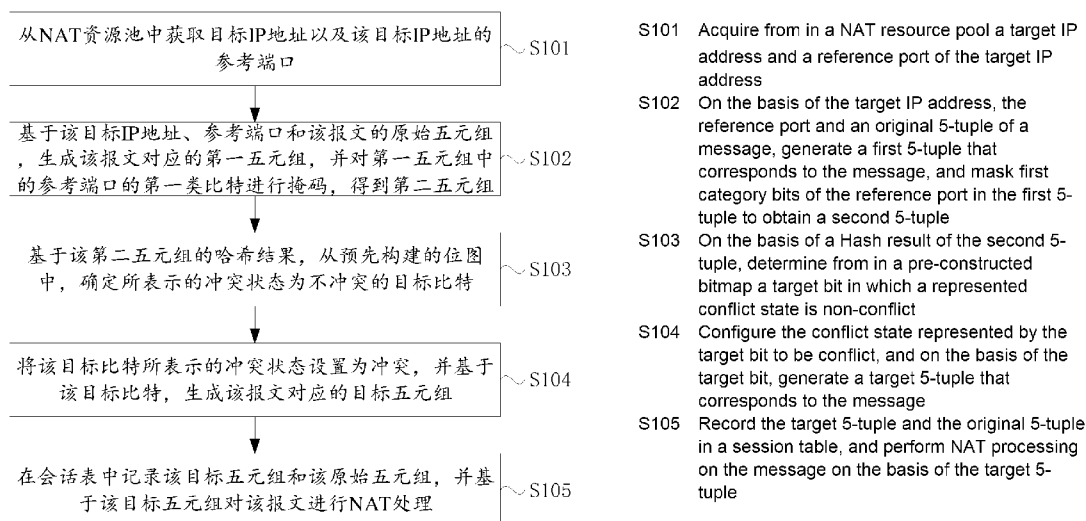 从NAT资源池中获取目标IP地址以及该目标IP地址的
参考端口
S101
基于该目标IP地址、参考端口和该报文的原始五元组
，生成该报文对应的第一五元组，并对第一五元组中
的参考端口的第一类比特进行掩码，得到第二五元组
S102
基于该第二五元组的哈希结果，从预先构建的位图
中，确定所表示的冲突状态为不冲突的目标比特
S103
将该目标比特所表示的冲突状态设置为冲突，并基于
该目标比特，生成该报文对应的目标五元组
S104
在会话表中记录该目标五元组和该原始五元组，并基
于该目标五元组对该报文进行NAT处理
S105
S101 Acquire from in a NAT resource pool a target IP
address and a reference port of the target IP
address
S102 On the basis of the target IP address, the
reference port and an original 5-tuple of a
message, generate a first 5-tuple that
corresponds to the message, and mask first
category bits of the reference port in the first 5-
tuple to obtain a second 5-tuple
S103 On the basis of a Hash result of the second 5-
tuple, determine from in a pre-constructed
bitmap a target bit in which a represented
conflict state is non-conflict
S104 Configure the conflict state represented by the
target bit to be conflict, and on the basis of the
target bit, generate a target 5-tuple that
corresponds to the message
S105 Record the target 5-tuple and the original 5-tuple
in a session table, and perform NAT processing
on the message on the basis of the target 5-
tuple